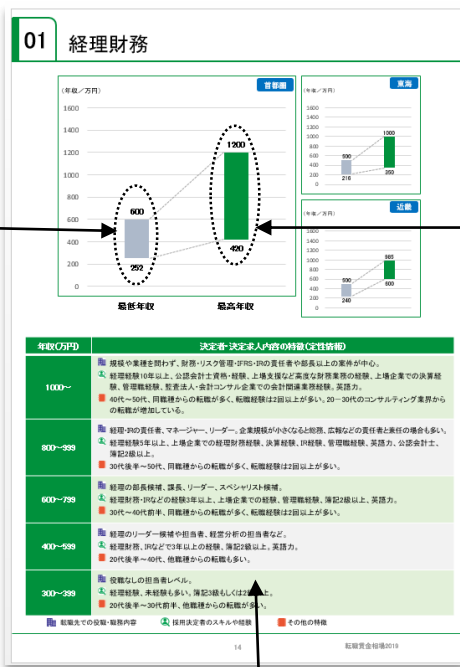 01 経理財務
(年収/万円)
首都圏
1600
1400
1200
1000
800
600
400
200
0
600
252
1200
420
最低年収
最高年収
(年収/万円)
東海
1600
1400
1200
1000
800
600
400
200
0
500
216
1000
350
(年収/万円)
近畿
1600
1400
1200
1000
800
600
400
200
0
500
240
600
年収(万円)
決定者・決定求人内容の特徴(定性情報)
1000～
規模や業種を問わず、財務・リスク管理・IFRS・IRの責任者や部長以上の案件が中心。
経理経験10年以上、公認会計士資格・経験、上場支援など高度な財務業務の経験、上場企業での決算経
験、管理職経験、監査法人・会計コンサル企業での会計関連業務経験。英語力。
40代～50代、同職種からの転職が多く、転職経験は2回以上が多い。20－30代のコンサルティング業界から
の転職が増加している。
800～999
経理・IRの責任者、マネージャー、リーダー。企業規模が小さくなると総務、広報などの責任者と兼任の場合も多い。
経理経験5年以上、上場企業での経理財務経験、決算経験、IR経験、管理職経験、英語力、公認会計士、
簿記2級以上。
30代後半～50代、同職種からの転職が多く、転職経験は2回以上が多い。
600～799
経理の部長候補、課長、リーダー、スペシャリスト候補。
経理財務・IRなどの経験3年以上、上場企業での経験、管理職経験、簿記2級以上、英語力。
30代～40代前半、同職種からの転職が多く、転職経験は2回以上が多い。
400～599
経理のリーダー候補や担当者、経営分析の担当者など。
経理財務、IRなどで3年以上の経験、簿記2級以上、英語力。
20代後半～40代、他職種からの転職も多い。
300～399
役職なしの担当者レベル。
経理経験、未経験も多い。簿記3級もしくは2級以上。
20代後半～30代前半、他職種からの転職が多い。
転職先での役職・職務内容
採用決定者のスキルや経験
その他の特徴
14
転職賃金相場2019